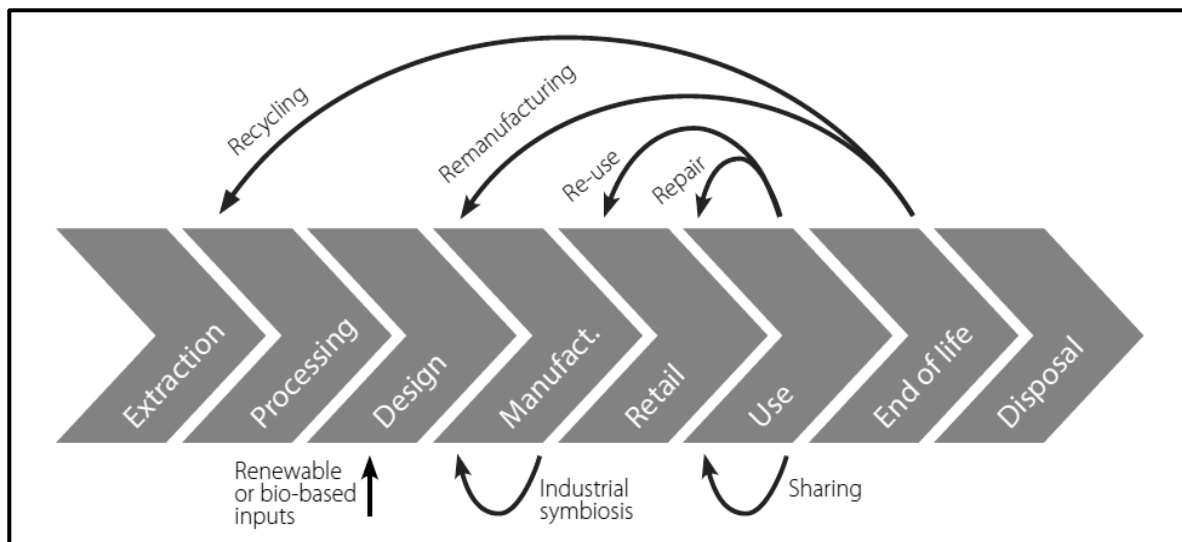 Recycling
Remanufacturing
Re-use
Repair
Extraction
Processing
Design
Manufact.
Retail
Use
End of life
Disposal
Renewable
or bio-based
inputs
Industrial
symbiosis
Sharing